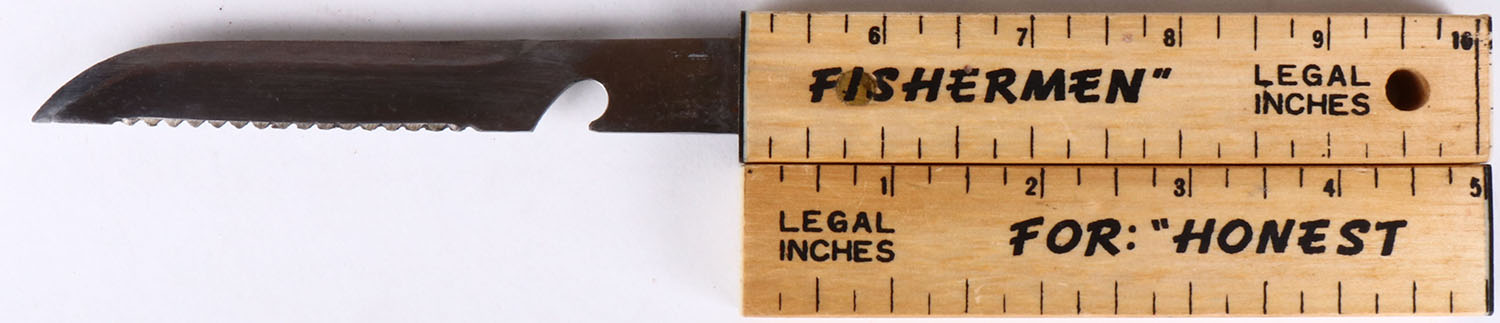 6 7 8 9 10
FISHERMEN"
LEGAL
INCHES
1 2 3 4 5
LEGAL
INCHES
FOR: "HONEST